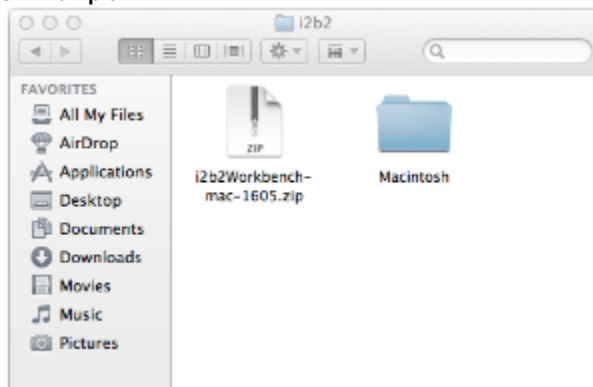 i2b2
FAVORITES
All My Files
AirDrop
Applications
Desktop
Documents
Downloads
Movies
Music
Pictures
ZIP
i2b2Workbench-
mac-1605.zip
Macintosh